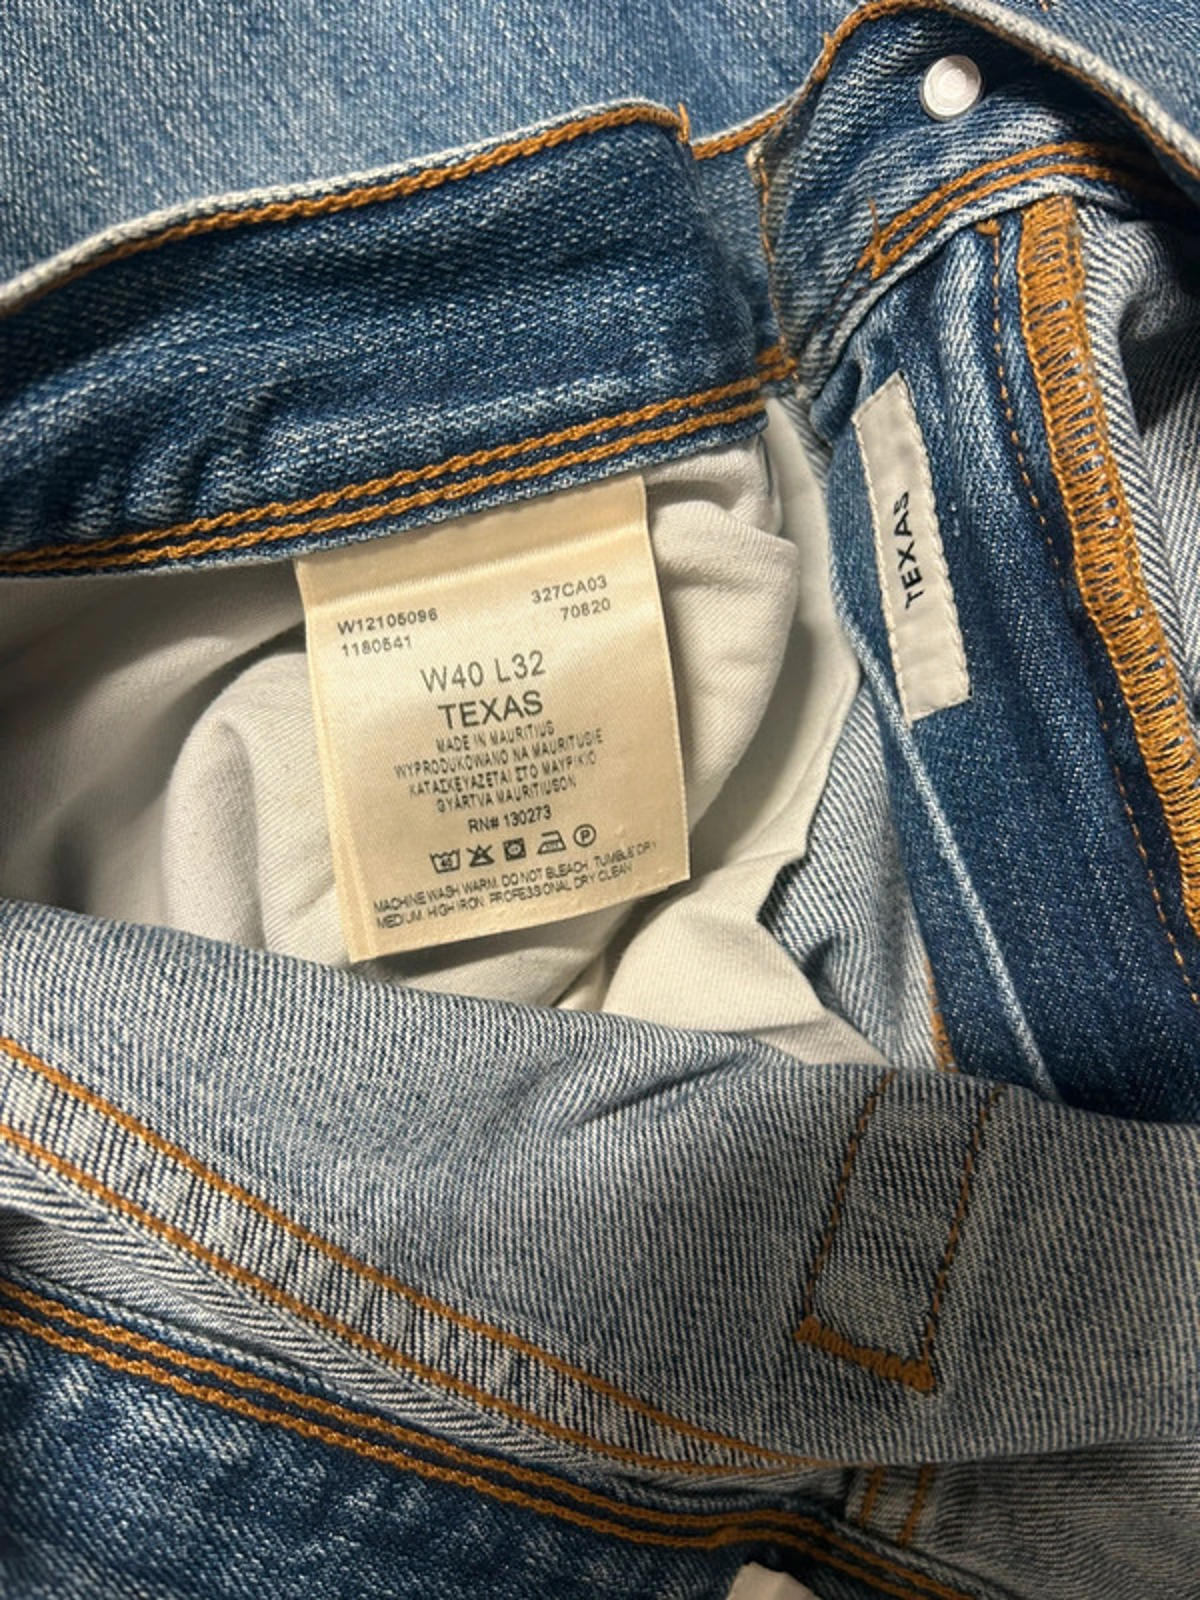 W12105096
327CA03
1180541
70820
W40 L32
TEXAS
MADE IN MAURITIUS
WYPRODUKOWANO NA MAURITUSIE
ΚΑΤΑΣΚΕΥΑΖΕΤΑΙ ΣΤΟ ΜΑΥΡΙΚΙΟ
GYÁRTVA MAURITIUSON
RN# 130273
P
MACHINE WASH WARM. DO NOT BLEACH. TUMBLE DRY
MEDIUM. HIGH IRON. PROFESSIONAL DRY CLEAN
TEXAS